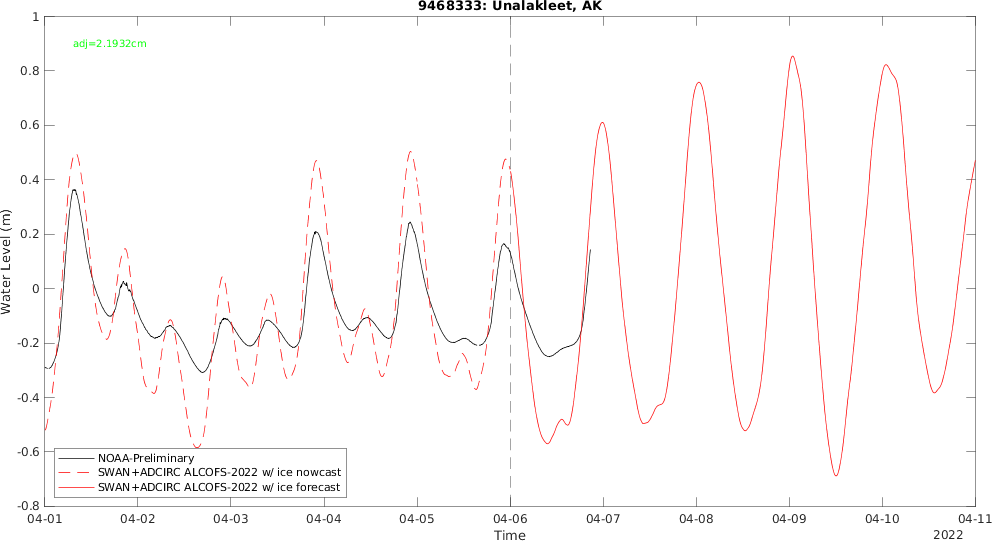 9468333: Unalakleet, AK
adj=2.1932cm
1
0.8
0.6
0.4
0.2
0
-0.2
-0.4
-0.6
-0.8
Water Level (m)
NOAA-Preliminary
SWAN+ADCIRC ALCOFS-2022 w/ ice nowcast
SWAN+ADCIRC ALCOFS-2022 w/ ice forecast
04-01 04-02 04-03 04-04 04-05 04-06 04-07 04-08 04-09 04-10 04-11
Time
2022